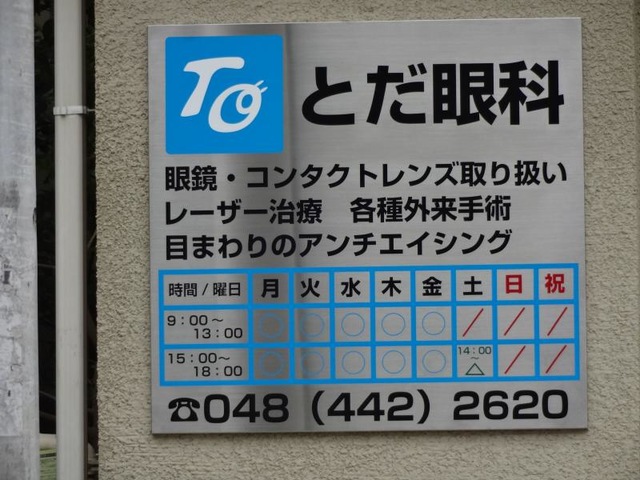 TO
とだ眼科
眼鏡・コンタクトレンズ取り扱い
レーザー治療 各種外来手術
目まわりのアンチエイシング
時間/曜日 月 火 水 木 金 土 日 祝
9:00～13:00 ○ ○ ○ ○ ○ / / /
15:00～18:00 ○ ○ ○ ○ ○ 14:00～△ / /
☎048(442)2620